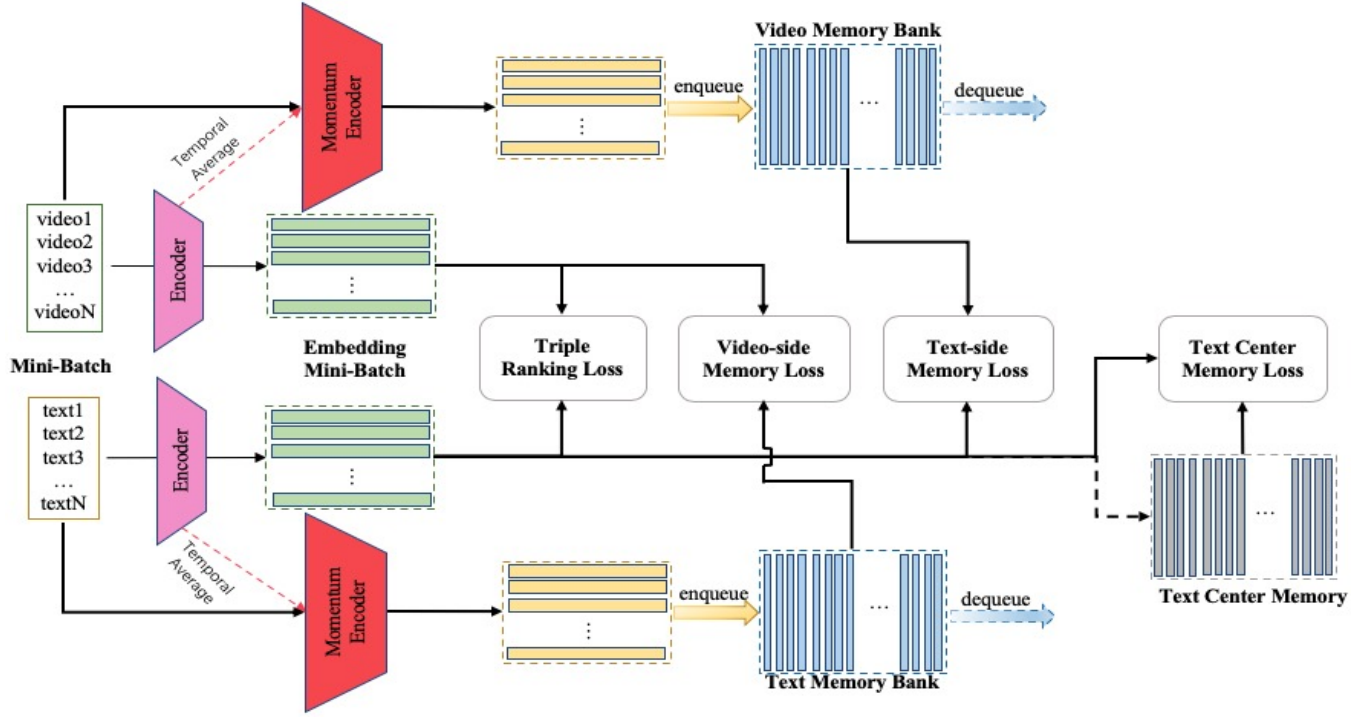 Video Memory Bank
Momentum
Encoder
enqueue
...
dequeue
Temporal
Average
...
video1
video2
video3
...
videoN
Encoder
...
Mini-Batch
Embedding
Mini-Batch
Triple
Ranking Loss
Video-side
Memory Loss
Text-side
Memory Loss
Text Center
Memory Loss
text1
text2
text3
...
textN
Encoder
...
...
Text Center Memory
Temporal
Average
Momentum
Encoder
...
enqueue
...
dequeue
Text Memory Bank